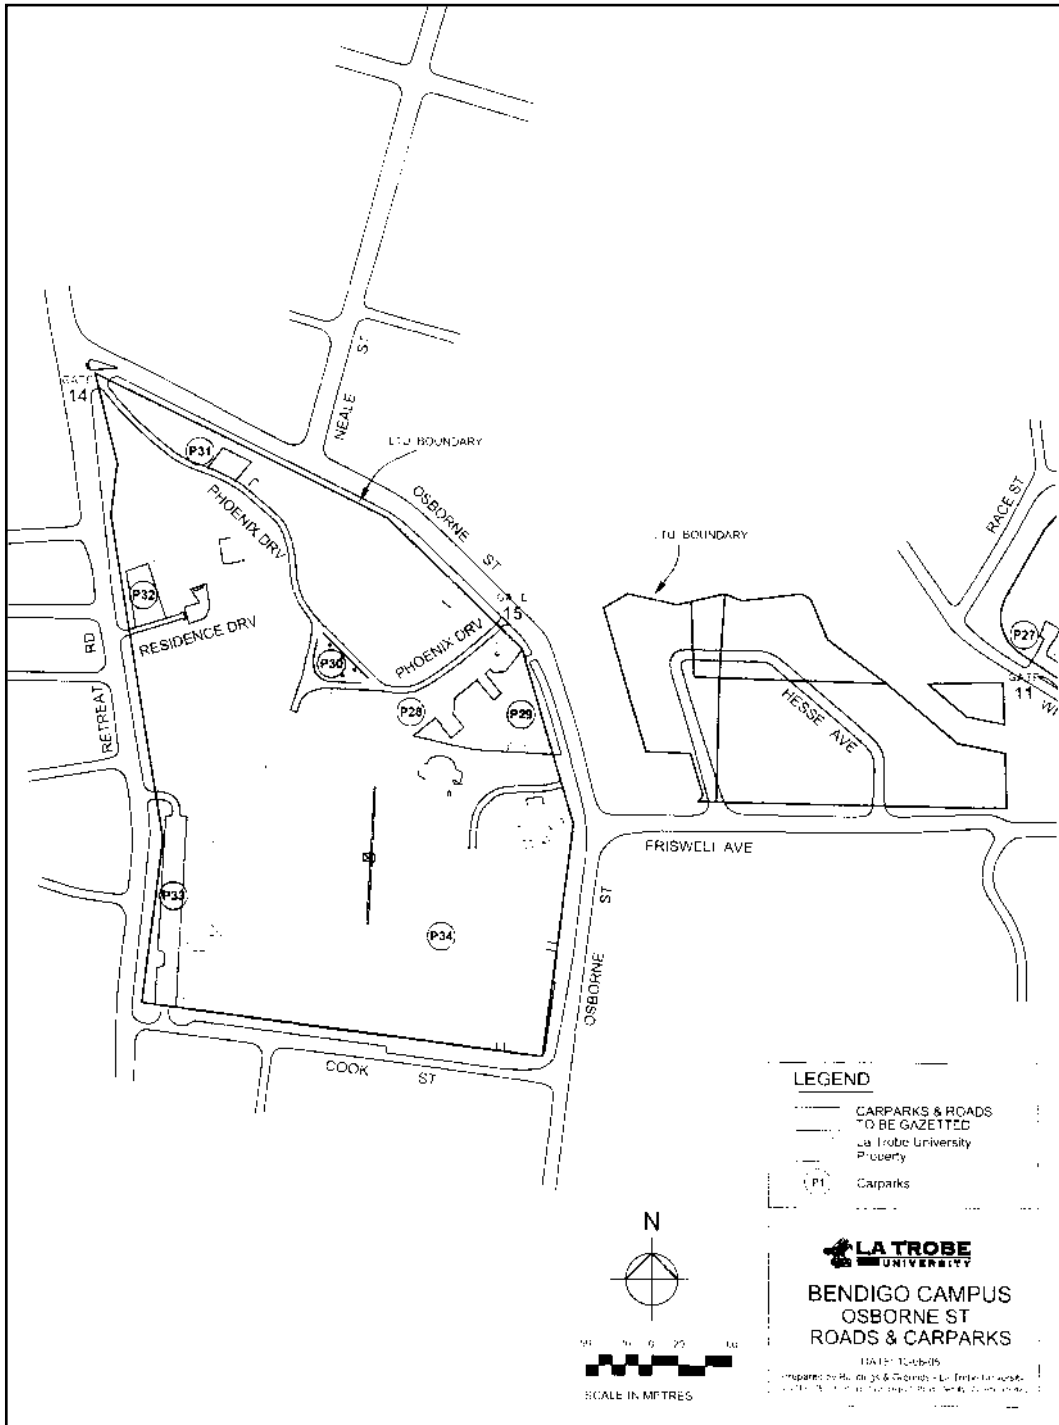 NEALE ST
GATE
14
P31
LTU BOUNDARY
PHOENIX DRV
OSBORNE ST
RACE ST
LTU BOUNDARY
P32
15
P27
RESIDENCE DRV
PHOENIX DRV
GATE
11
RETREAT RD
P30
P28
P29
HESSE AVE
FRISWELL AVE
P33
P34
OSBORNE ST
COOK ST
LEGEND
CARPARKS & ROADS
TO BE GAZETTED
La Trobe University
Property
P1 Carparks
N
LA TROBE
UNIVERSITY
BENDIGO CAMPUS
OSBORNE ST
ROADS & CARPARKS
SCALE IN METRES